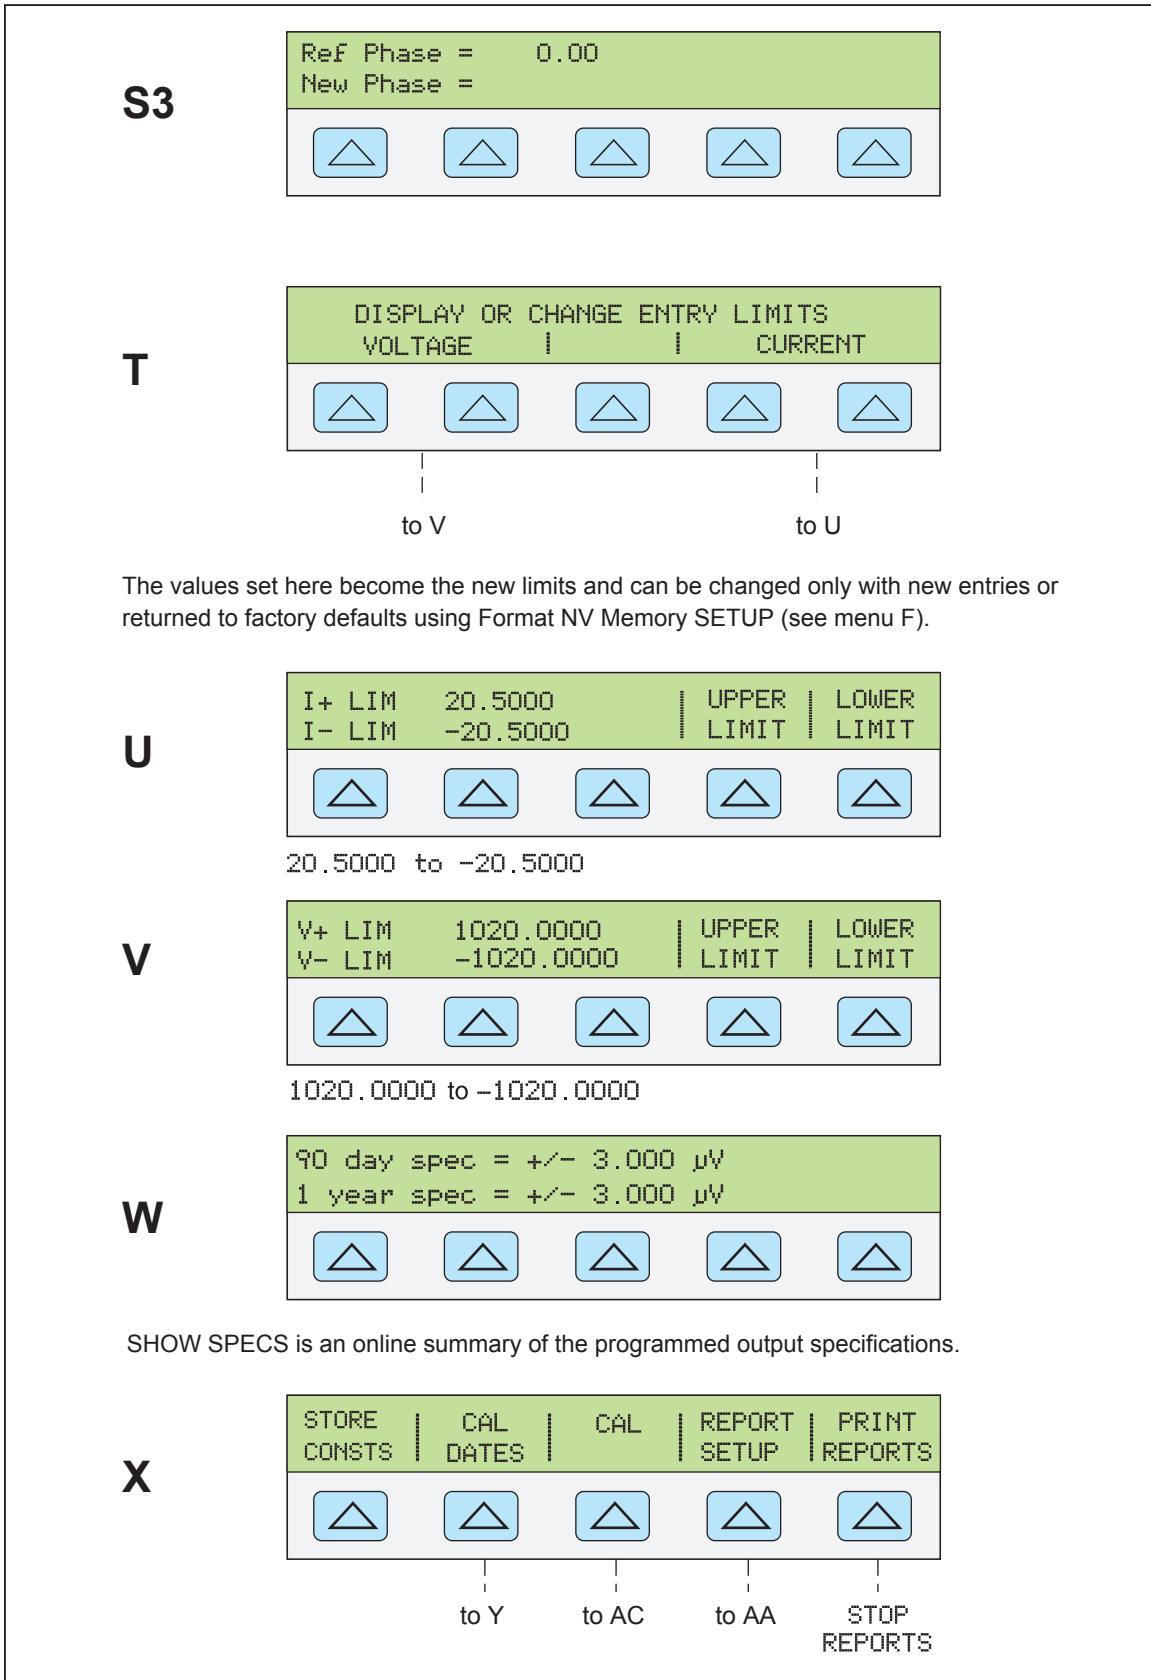 S3
Ref Phase = 0.00
New Phase =
T
DISPLAY OR CHANGE ENTRY LIMITS
VOLTAGE | | CURRENT
to V to U
The values set here become the new limits and can be changed only with new entries or
returned to factory defaults using Format NV Memory SETUP (see menu F).
U
I+ LIM 20.5000 | UPPER | LOWER
I- LIM -20.5000 | LIMIT | LIMIT
20.5000 to -20.5000
V
V+ LIM 1020.0000 | UPPER | LOWER
V- LIM -1020.0000 | LIMIT | LIMIT
1020.0000 to -1020.0000
W
90 day spec = +/- 3.000 µV
1 year spec = +/- 3.000 µV
SHOW SPECS is an online summary of the programmed output specifications.
X
STORE | CAL | CAL | REPORT | PRINT
CONSTS | DATES | | SETUP | REPORTS
to Y to AC to AA STOP
REPORTS